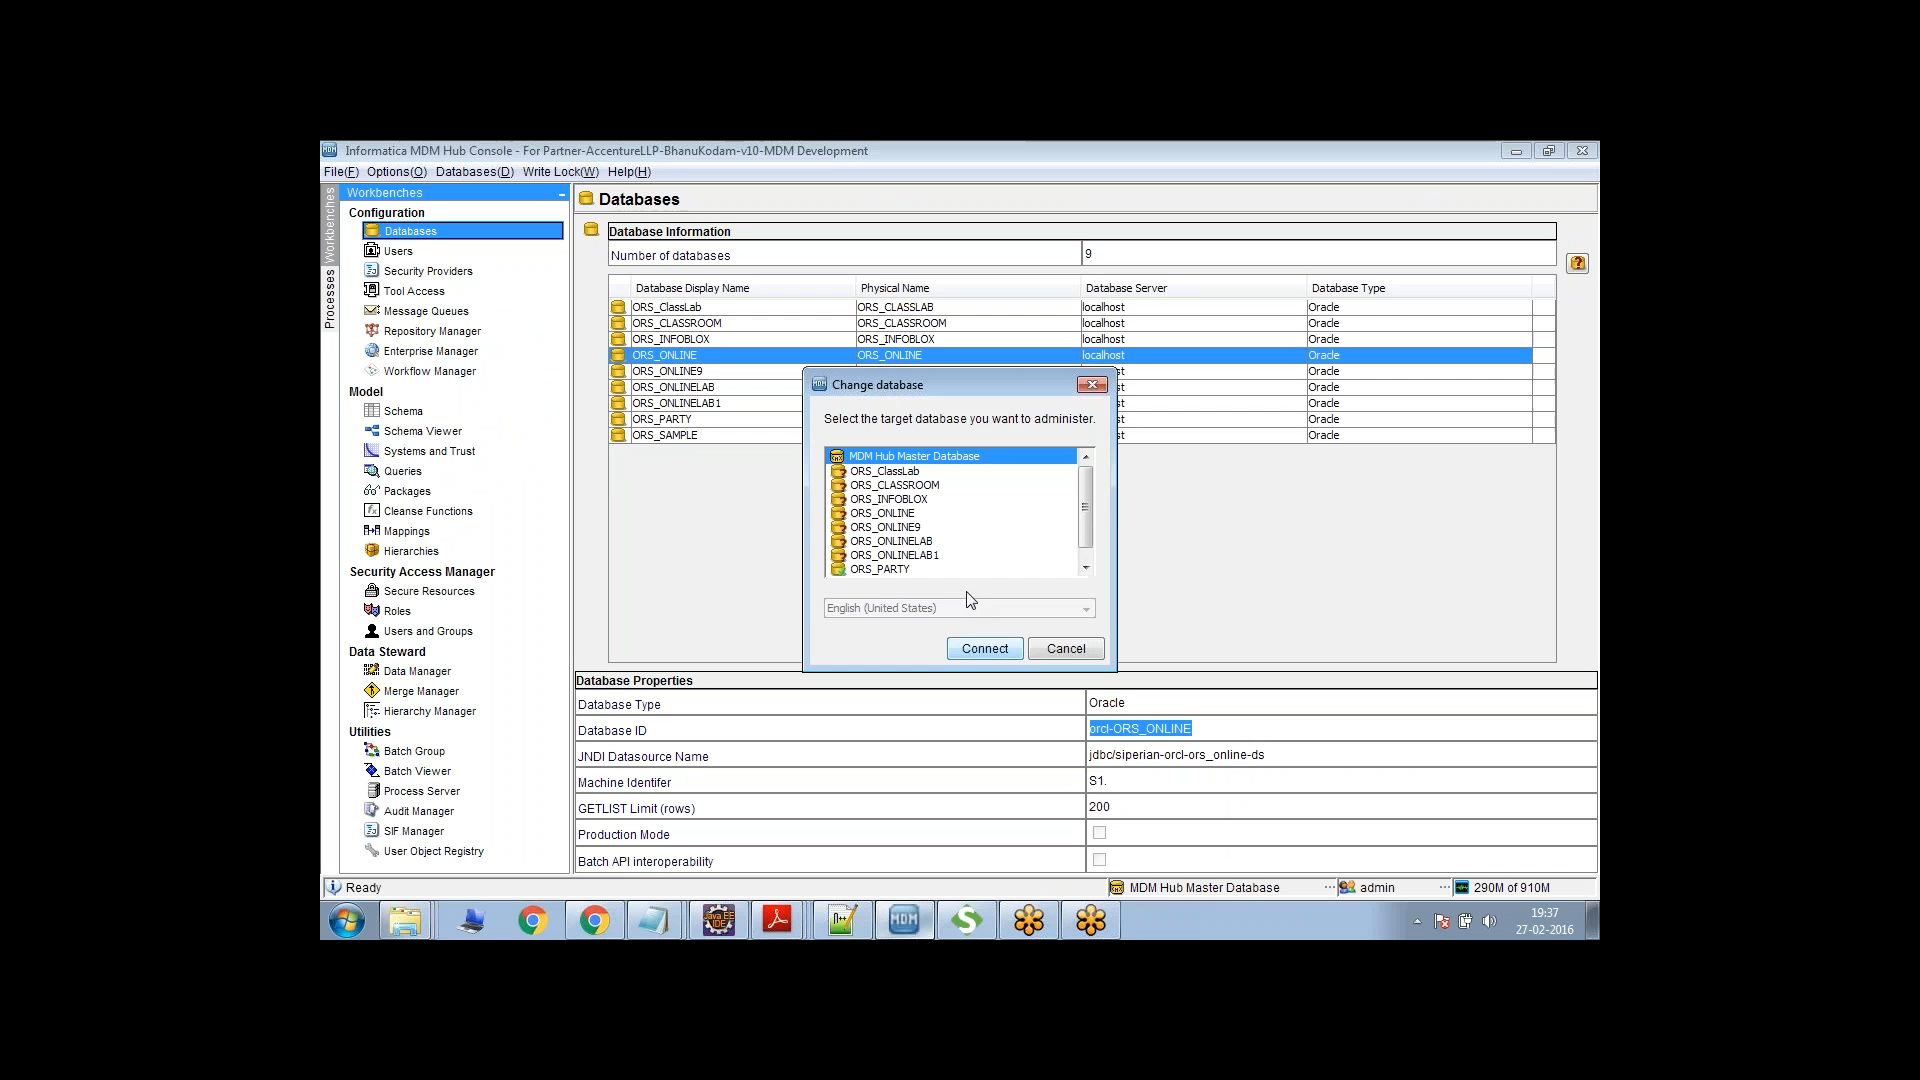 Informatica MDM Hub Console - For Partner-AccentureLLP-BhanuKodam-v10-MDM Development
File(F) Options(O) Databases(D) Write Lock(W) Help(H)
Workbenches
Processes
Workbenches
Configuration
Databases
Users
Security Providers
Tool Access
Message Queues
Repository Manager
Enterprise Manager
Workflow Manager
Model
Schema
Schema Viewer
Systems and Trust
Queries
Packages
Cleanse Functions
Mappings
Hierarchies
Security Access Manager
Secure Resources
Roles
Users and Groups
Data Steward
Data Manager
Merge Manager
Hierarchy Manager
Utilities
Batch Group
Batch Viewer
Process Server
Audit Manager
SIF Manager
User Object Registry
Databases
Database Information
Number of databases 9
Database Display Name Physical Name Database Server Database Type
ORS_ClassLab ORS_CLASSLAB localhost Oracle
ORS_CLASSROOM ORS_CLASSROOM localhost Oracle
ORS_INFOBLOX ORS_INFOBLOX localhost Oracle
ORS_ONLINE ORS_ONLINE localhost Oracle
ORS_ONLINE9 st Oracle
ORS_ONLINELAB st Oracle
ORS_ONLINELAB1 st Oracle
ORS_PARTY st Oracle
ORS_SAMPLE st Oracle
Change database
Select the target database you want to administer.
MDM Hub Master Database
ORS_ClassLab
ORS_CLASSROOM
ORS_INFOBLOX
ORS_ONLINE
ORS_ONLINE9
ORS_ONLINELAB
ORS_ONLINELAB1
ORS_PARTY
English (United States)
Connect Cancel
Database Properties
Database Type Oracle
Database ID orcl-ORS_ONLINE
JNDI Datasource Name jdbc/siperian-orcl-ors_online-ds
Machine Identifer S1.
GETLIST Limit (rows) 200
Production Mode
Batch API interoperability
Ready MDM Hub Master Database admin 290M of 910M
Java EE
IDE
MDM
19:37
27-02-2016